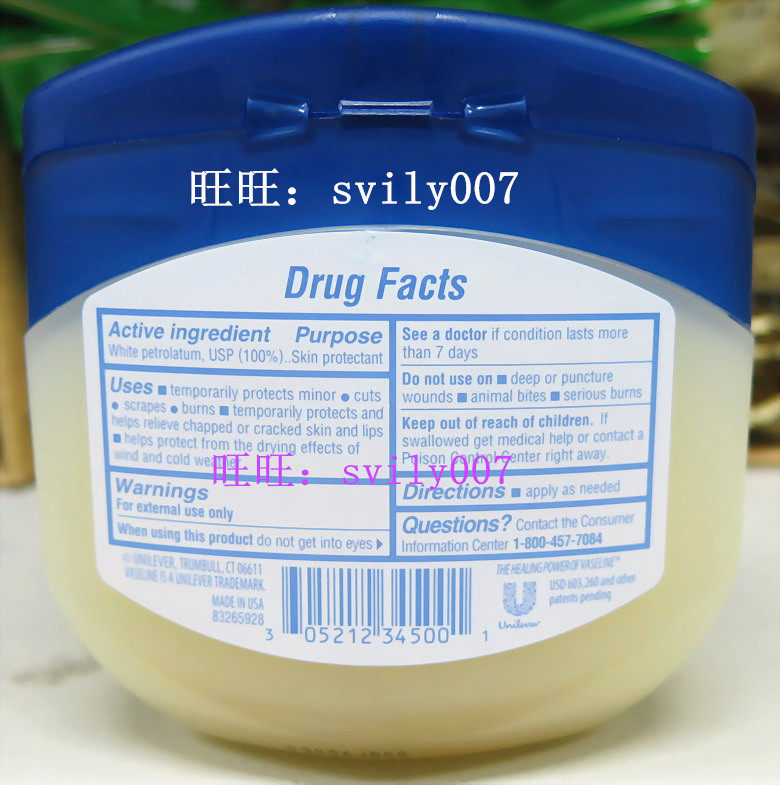 旺旺：svily007
Drug Facts
Active ingredient Purpose
White petrolatum, USP (100%)..Skin protectant
Uses ■ temporarily protects minor ● cuts
● scrapes ● burns ■ temporarily protects and
helps relieve chapped or cracked skin and lips
■ helps protect from the drying effects of
wind and cold weather
Warnings
For external use only
When using this product do not get into eyes ▶
See a doctor if condition lasts more
than 7 days
Do not use on ■ deep or puncture
wounds ■ animal bites ■ serious burns
Keep out of reach of children. If
swallowed get medical help or contact a
Poison Control Center right away.
旺旺：svily007
Directions ■ apply as needed
Questions? Contact the Consumer
Information Center 1-800-457-7084
© UNILEVER, TRUMBULL, CT 06611
VASELINE IS A UNILEVER TRADEMARK.
MADE IN USA
83265928
3 05212 34500 1
THE HEALING POWER OF VASELINE™
Unilever
USD 603,260 and other
patents pending